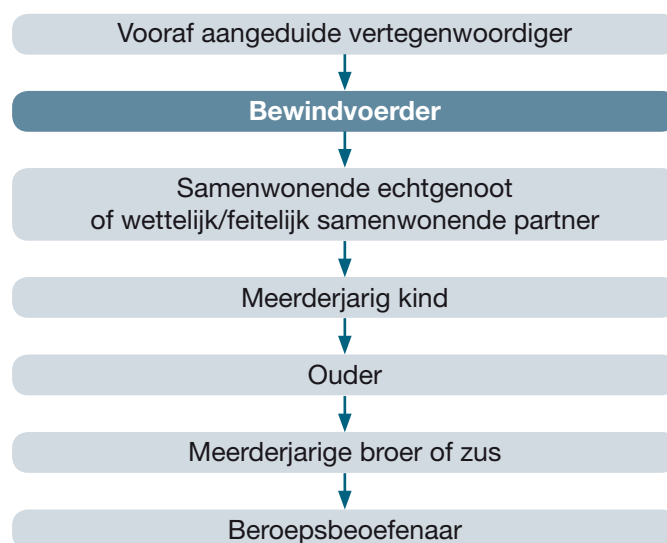 Vooraf aangeduide vertegenwoordiger
Bewindvoerder
Samenwonende echtgenoot
of wettelijk/feitelijk samenwonende partner
Meerderjarig kind
Ouder
Meerderjarige broer of zus
Beroepsbeoefenaar